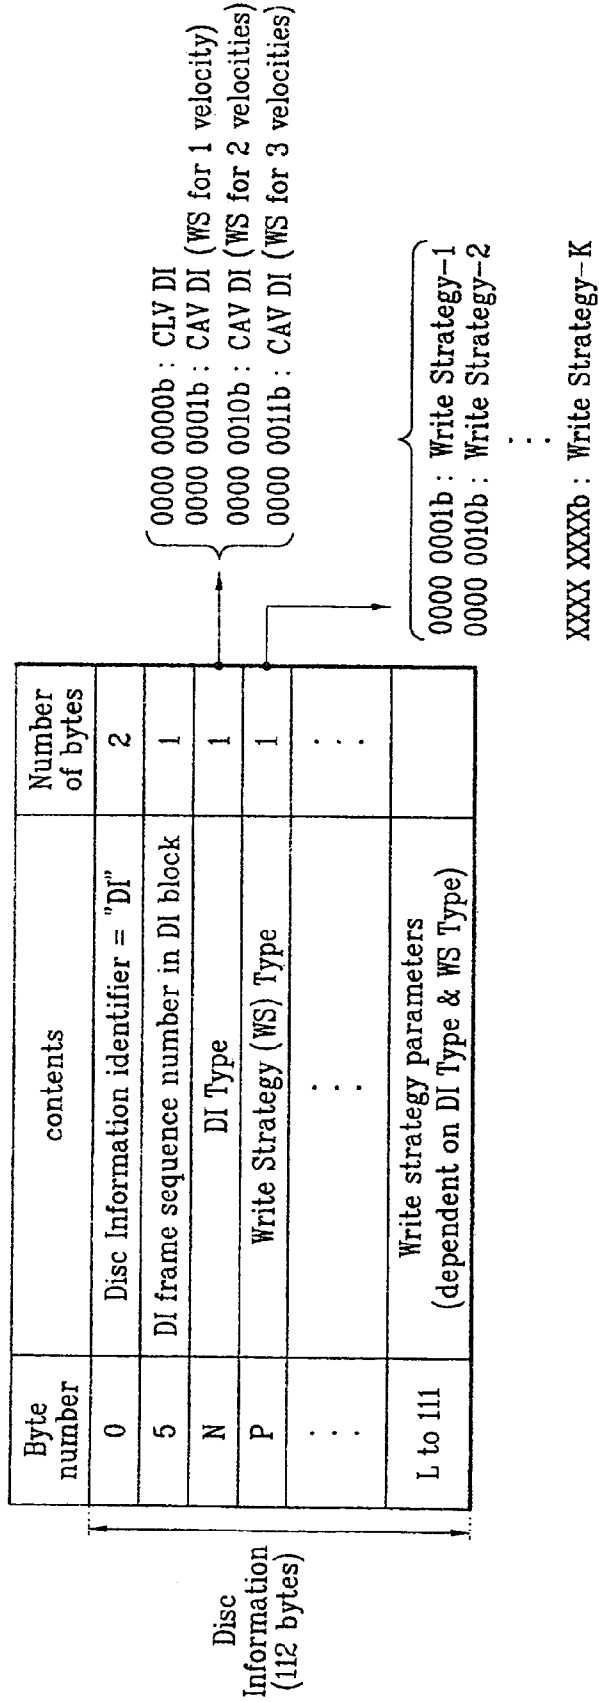 Disc
Information
(112 bytes)
Byte
number
contents
Number
of bytes
0
Disc Information identifier = "DI"
2
5
DI frame sequence number in DI block
1
N
DI Type
1
P
Write Strategy (WS) Type
1
. . .
. . .
. . .
L to 111
Write strategy parameters
(dependent on DI Type & WS Type)
0000 0000b : CLV DI
0000 0001b : CAV DI (WS for 1 velocity)
0000 0010b : CAV DI (WS for 2 velocities)
0000 0011b : CAV DI (WS for 3 velocities)
0000 0001b : Write Strategy-1
0000 0010b : Write Strategy-2
. . .
XXXX XXXXb : Write Strategy-K